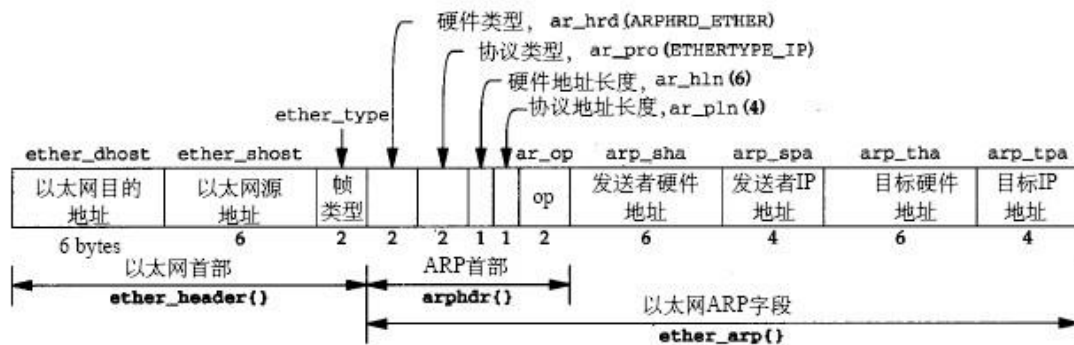 硬件类型, ar_hrd(ARPHRD_ETHER)
协议类型, ar_pro(ETHERTYPE_IP)
硬件地址长度, ar_hln(6)
协议地址长度,ar_pln(4)
ether_type
ether_dhost ether_shost ar_op arp_sha arp_spa arp_tha arp_tpa
以太网目的 以太网源 帧 发送者硬件 发送者IP 目标硬件 目标IP
地址 地址 类型 op 地址 地址 地址 地址
6 bytes 6 2 2 2 1 1 2 6 4 6 4
以太网首部 ARP首部
ether_header{} arphdr{}
以太网ARP字段
ether_arp{}